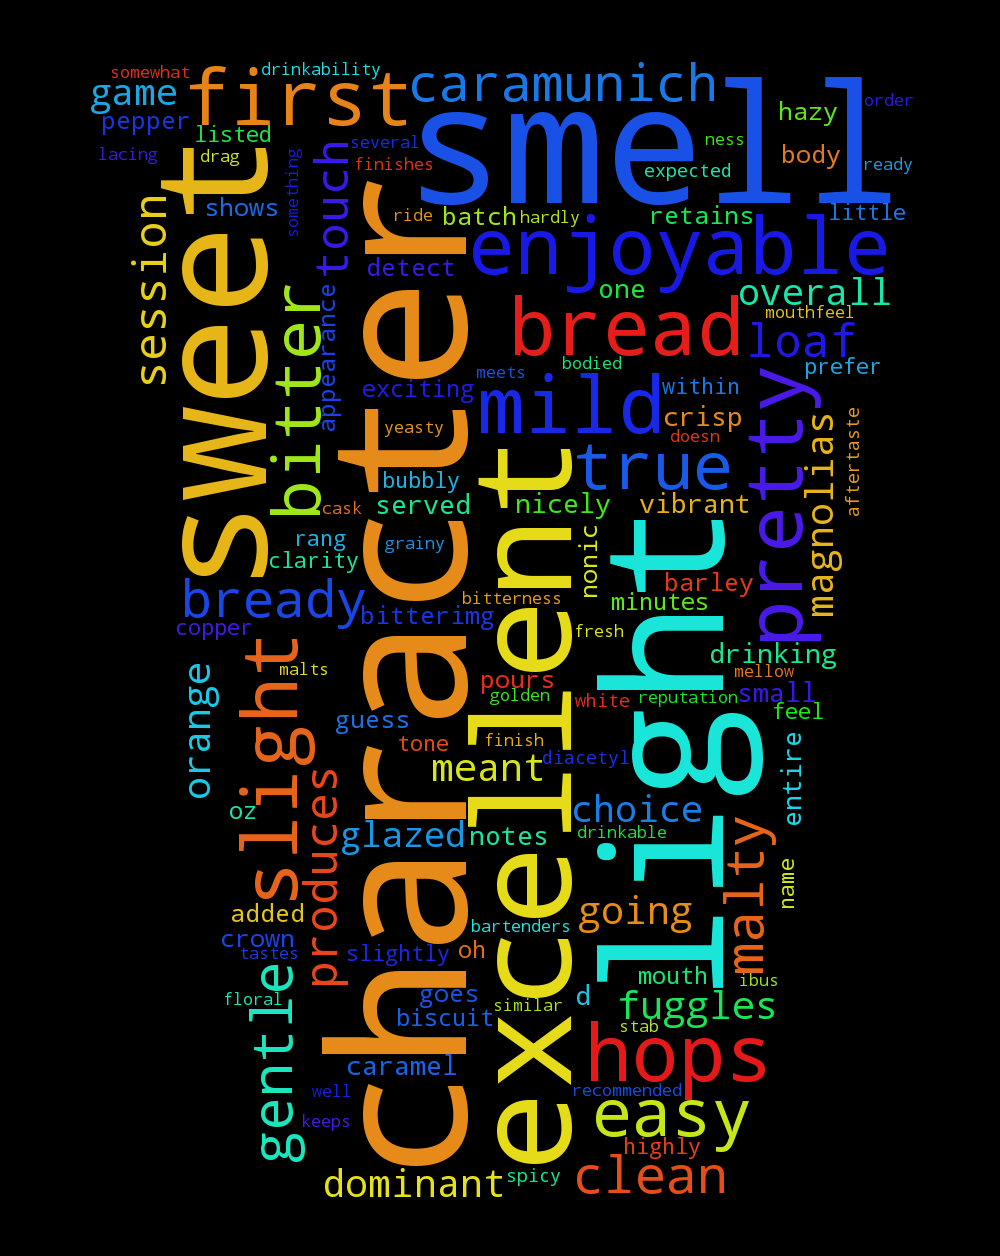 somewhat
drinkability
game
first
caramunich
smell
pepper
listed
hazy
order
lacing
drag
something
touch
several
finishes
ness
expected
body
ready
sweet
session
shows
ride
batch
hardly
retains
little
character
detect
enjoyable
one
overall
bitter
appearance
bread
mouthfeel
loaf
exciting
meets
bodied
within
prefer
mild
crisp
doesn
pretty
magnolias
aftertaste
yeasty
true
bubbly
cask
served
nicely
vibrant
excellent
light
rang
clarity
grainy
nonic
barley
bready
bitterimg
bitterness
minutes
copper
fresh
drinking
malts
slight
orange
pours
golden
white
reputation
mellow
small
feel
guess
tone
finish
diacetyl
entire
meant
produces
oz
glazed
notes
choice
drinkable
malty
name
added
going
crown
tastes
slightly
oh
bartenders
mouth
ibus
floral
gentle
goes
similar
d
fuggles
biscuit
stab
hops
caramel
well
recommended
keeps
easy
highly
dominant
spicy
clean